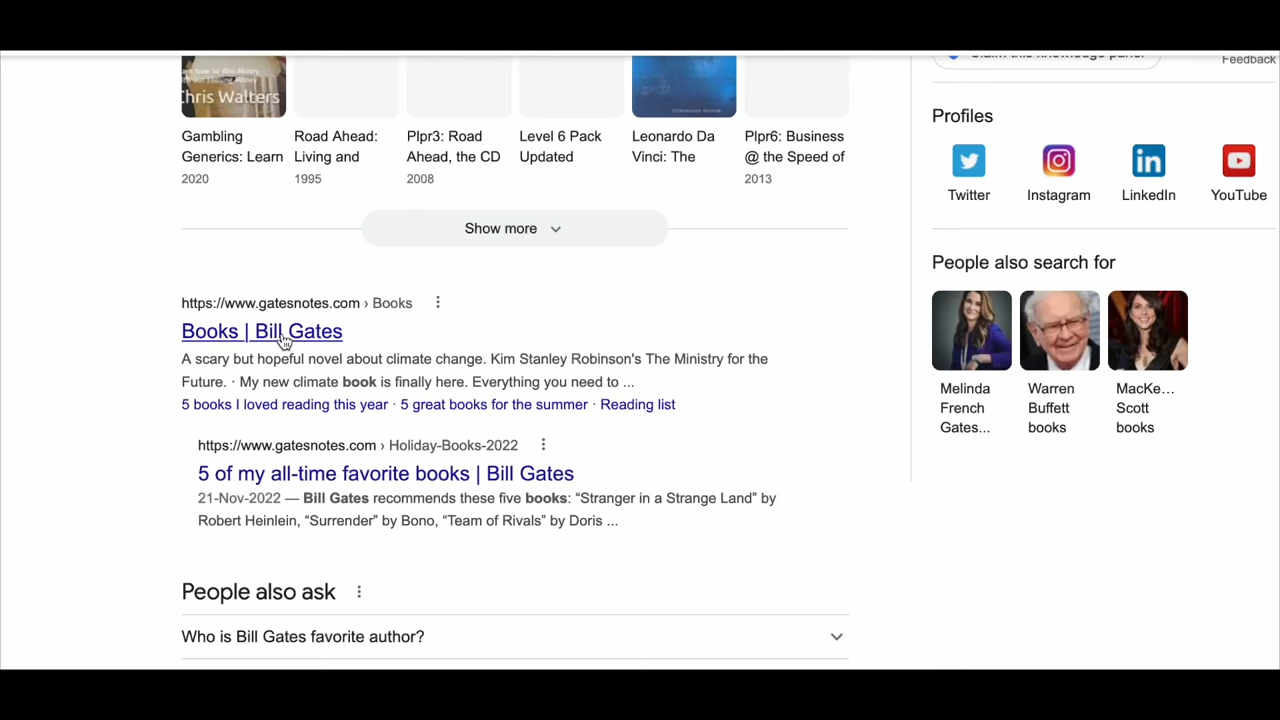 Chris Walters
Gambling
Generics: Learn
2020
Road Ahead:
Living and
1995
Plpr3: Road
Ahead, the CD
2008
Level 6 Pack
Updated
Leonardo Da
Vinci: The
Plpr6: Business
@ the Speed of
2013
Show more
https://www.gatesnotes.com › Books
Books | Bill Gates
A scary but hopeful novel about climate change. Kim Stanley Robinson's The Ministry for the
Future. · My new climate book is finally here. Everything you need to ...
5 books I loved reading this year · 5 great books for the summer · Reading list
https://www.gatesnotes.com › Holiday-Books-2022
5 of my all-time favorite books | Bill Gates
21-Nov-2022 — Bill Gates recommends these five books: “Stranger in a Strange Land” by
Robert Heinlein, “Surrender” by Bono, “Team of Rivals” by Doris ...
People also ask
Who is Bill Gates favorite author?
Claim this knowledge panel
Feedback
Profiles
Twitter
Instagram
LinkedIn
YouTube
People also search for
Melinda
French
Gates...
Warren
Buffett
books
MacKe...
Scott
books